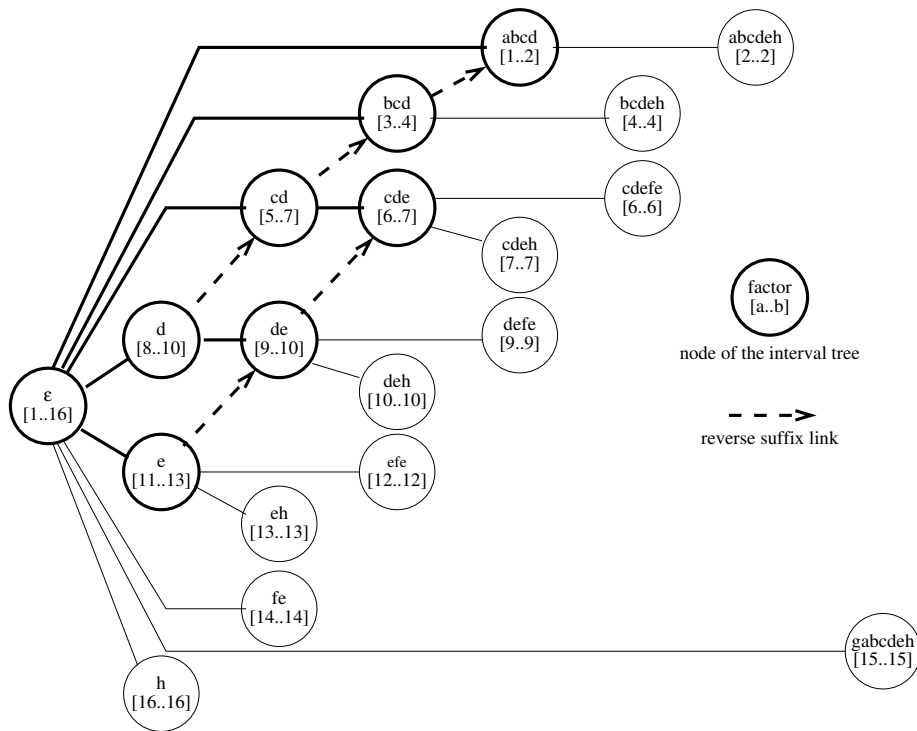 abcd
[1..2]
abcdeh
[2..2]
bcd
[3..4]
bcdeh
[4..4]
cd
[5..7]
cde
[6..7]
cdefe
[6..6]
cdeh
[7..7]
factor
[a..b]
node of the interval tree
d
[8..10]
de
[9..10]
defe
[9..9]
deh
[10..10]
ε
[1..16]
reverse suffix link
e
[11..13]
efe
[12..12]
eh
[13..13]
fe
[14..14]
gabcdeh
[15..15]
h
[16..16]